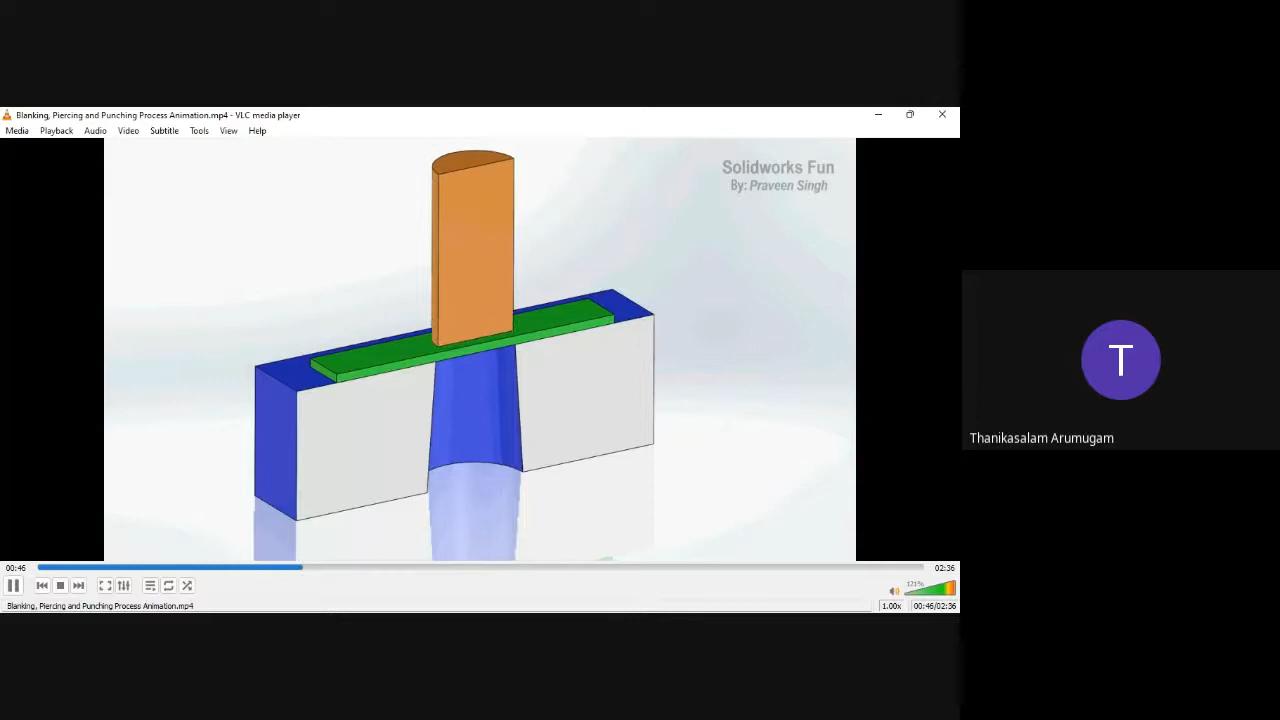 Blanking, Piercing and Punching Process Animation.mp4 - VLC media player
Media Playback Audio Video Subtitle Tools View Help
Solidworks Fun
By: Praveen Singh
T
Thanikasalam Arumugam
00:46 02:36
121%
Blanking, Piercing and Punching Process Animation.mp4 1.00x 00:46/02:36